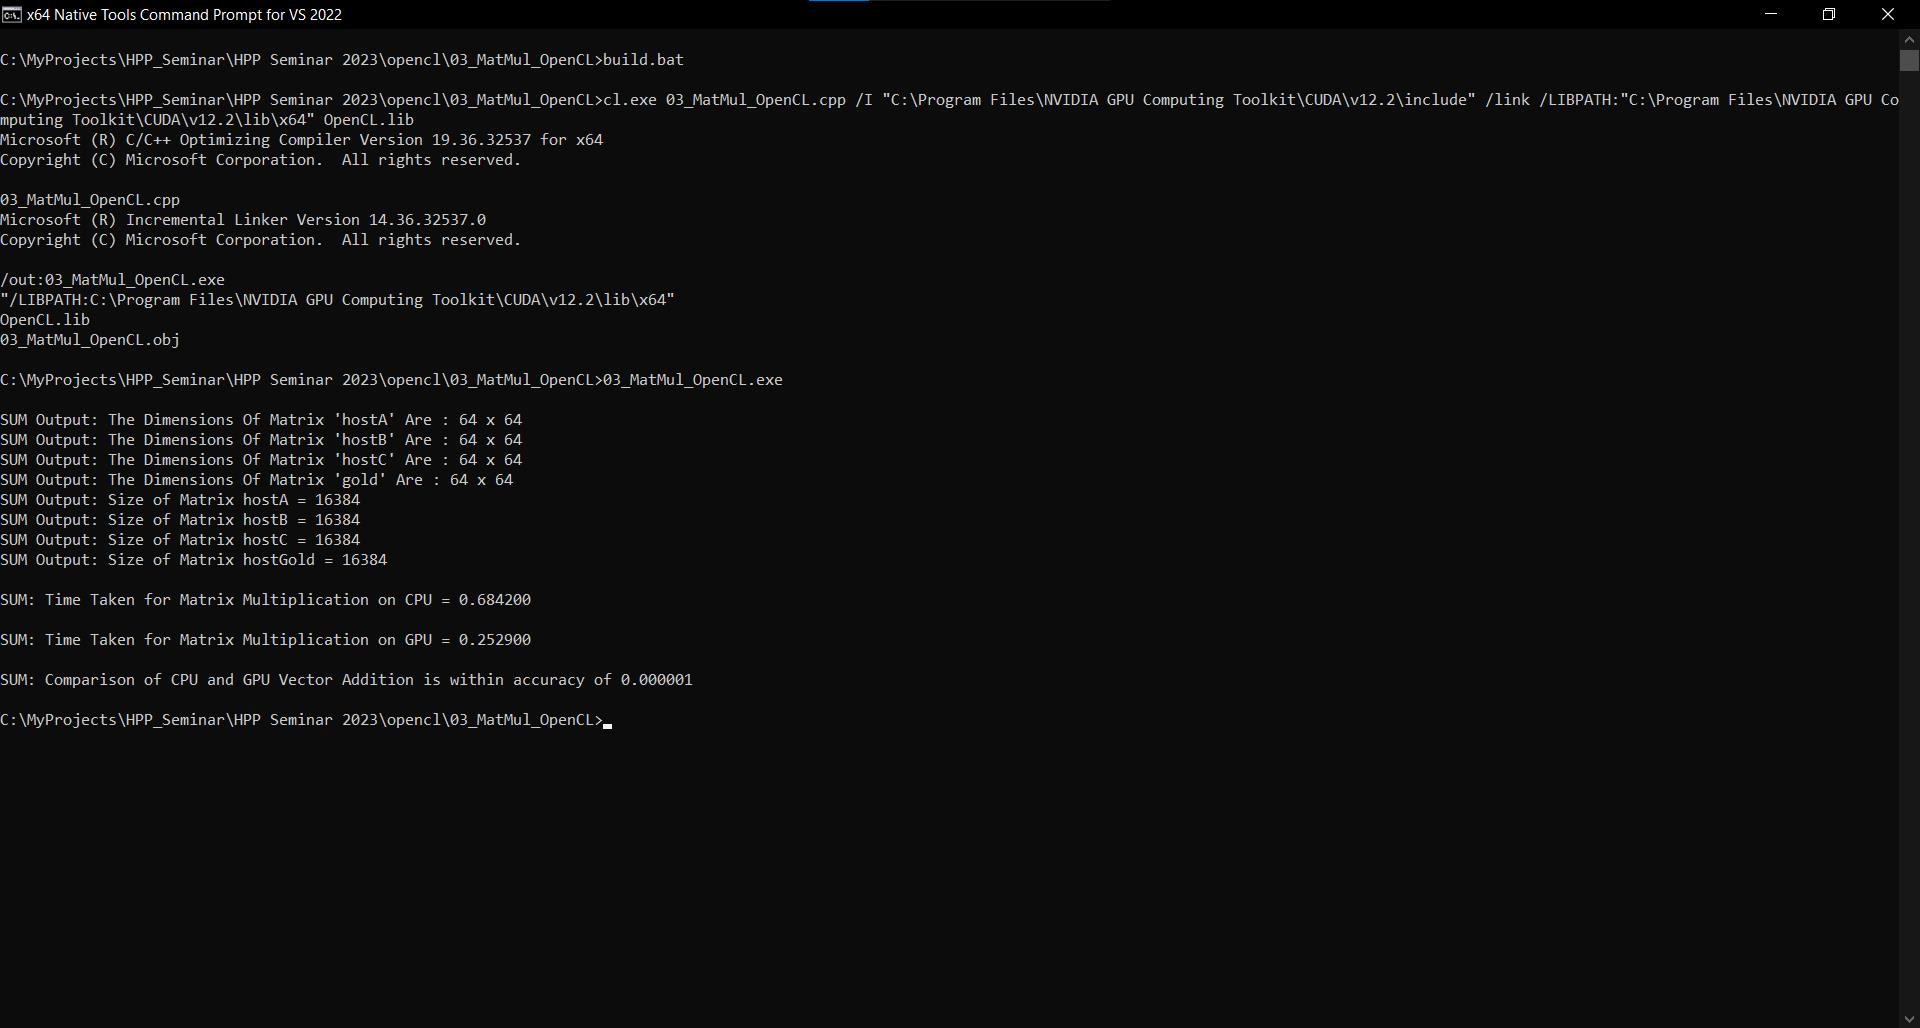 x64 Native Tools Command Prompt for VS 2022
C:\MyProjects\HPP_Seminar\HPP Seminar 2023\opencl\03_MatMul_OpenCL>build.bat
C:\MyProjects\HPP_Seminar\HPP Seminar 2023\opencl\03_MatMul_OpenCL>cl.exe 03_MatMul_OpenCL.cpp /I "C:\Program Files\NVIDIA GPU Computing Toolkit\CUDA\v12.2\include" /link /LIBPATH:"C:\Program Files\NVIDIA GPU Co
mputing Toolkit\CUDA\v12.2\lib\x64" OpenCL.lib
Microsoft (R) C/C++ Optimizing Compiler Version 19.36.32537 for x64
Copyright (C) Microsoft Corporation.  All rights reserved.
03_MatMul_OpenCL.cpp
Microsoft (R) Incremental Linker Version 14.36.32537.0
Copyright (C) Microsoft Corporation.  All rights reserved.
/out:03_MatMul_OpenCL.exe
"/LIBPATH:C:\Program Files\NVIDIA GPU Computing Toolkit\CUDA\v12.2\lib\x64"
OpenCL.lib
03_MatMul_OpenCL.obj
C:\MyProjects\HPP_Seminar\HPP Seminar 2023\opencl\03_MatMul_OpenCL>03_MatMul_OpenCL.exe
SUM Output: The Dimensions Of Matrix 'hostA' Are : 64 x 64
SUM Output: The Dimensions Of Matrix 'hostB' Are : 64 x 64
SUM Output: The Dimensions Of Matrix 'hostC' Are : 64 x 64
SUM Output: The Dimensions Of Matrix 'gold' Are : 64 x 64
SUM Output: Size of Matrix hostA = 16384
SUM Output: Size of Matrix hostB = 16384
SUM Output: Size of Matrix hostC = 16384
SUM Output: Size of Matrix hostGold = 16384
SUM: Time Taken for Matrix Multiplication on CPU = 0.684200
SUM: Time Taken for Matrix Multiplication on GPU = 0.252900
SUM: Comparison of CPU and GPU Vector Addition is within accuracy of 0.000001
C:\MyProjects\HPP_Seminar\HPP Seminar 2023\opencl\03_MatMul_OpenCL>